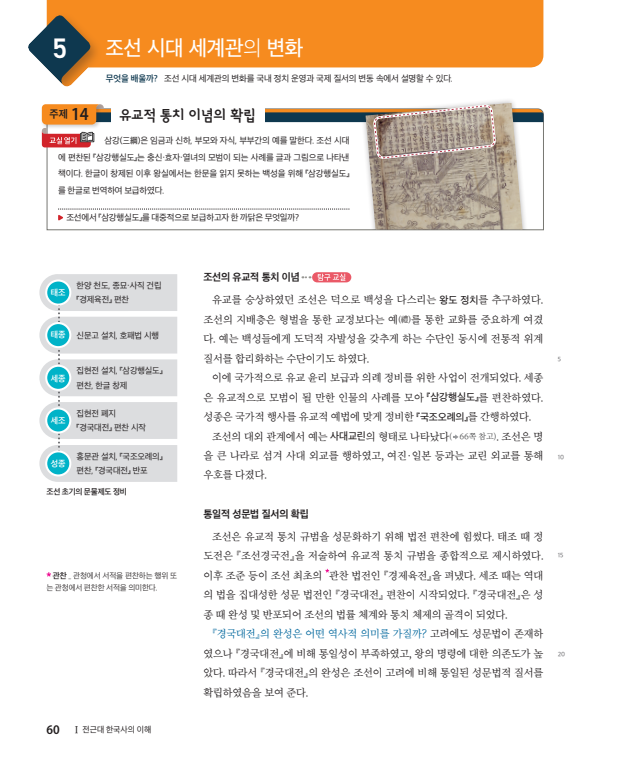 5
조선 시대 세계관의 변화
무엇을 배울까? 조선 시대 세계관의 변화를 국내 정치 운영과 국제 질서의 변동 속에서 설명할 수 있다.
주제 14 유교적 통치 이념의 확립
교실 열기 삼강(三綱)은 임금과 신하, 부모와 자식, 부부간의 예를 말한다. 조선 시대
에 편찬된 『삼강행실도』는 충신·효자·열녀의 모범이 되는 사례를 글과 그림으로 나타낸
책이다. 한글이 창제된 이후 왕실에서는 한문을 읽지 못하는 백성을 위해 『삼강행실도』
를 한글로 번역하여 보급하였다.
▶ 조선에서 『삼강행실도』를 대중적으로 보급하고자 한 까닭은 무엇일까?
태조
한양 천도, 종묘·사직 건립
『경제육전』 편찬
태종
신문고 설치, 호패법 시행
세종
집현전 설치, 『삼강행실도』
편찬, 한글 창제
세조
집현전 폐지
『경국대전』 편찬 시작
성종
홍문관 설치, 『국조오례의』
편찬, 『경국대전』 반포
조선 초기의 문물제도 정비
*관찬 _ 관청에서 서적을 편찬하는 행위 또
는 관청에서 편찬한 서적을 의미한다.
조선의 유교적 통치 이념 탐구 교실
유교를 숭상하였던 조선은 덕으로 백성을 다스리는 왕도 정치를 추구하였다.
조선의 지배층은 형벌을 통한 교정보다는 예(禮)를 통한 교화를 중요하게 여겼
다. 예는 백성들에게 도덕적 자발성을 갖추게 하는 수단인 동시에 전통적 위계
질서를 합리화하는 수단이기도 하였다. 5
이에 국가적으로 유교 윤리 보급과 의례 정비를 위한 사업이 전개되었다. 세종
은 유교적으로 모범이 될 만한 인물의 사례를 모아 『삼강행실도』를 편찬하였다.
성종은 국가적 행사를 유교적 예법에 맞게 정비한 『국조오례의』를 간행하였다.
조선의 대외 관계에서 예는 사대교린의 형태로 나타났다(➔66쪽 참고). 조선은 명
을 큰 나라로 섬겨 사대 외교를 행하였고, 여진·일본 등과는 교린 외교를 통해 10
우호를 다졌다.
통일적 성문법 질서의 확립
조선은 유교적 통치 규범을 성문화하기 위해 법전 편찬에 힘썼다. 태조 때 정
도전은 『조선경국전』을 저술하여 유교적 통치 규범을 종합적으로 제시하였다. 15
이후 조준 등이 조선 최초의 *관찬 법전인 『경제육전』을 펴냈다. 세조 때는 역대
의 법을 집대성한 성문 법전인 『경국대전』 편찬이 시작되었다. 『경국대전』은 성
종 때 완성 및 반포되어 조선의 법률 체계와 통치 체제의 골격이 되었다.
『경국대전』의 완성은 어떤 역사적 의미를 가질까? 고려에도 성문법이 존재하
였으나 『경국대전』에 비해 통일성이 부족하였고, 왕의 명령에 대한 의존도가 높 20
았다. 따라서 『경국대전』의 완성은 조선이 고려에 비해 통일된 성문법적 질서를
확립하였음을 보여 준다.
60 Ⅰ 전근대 한국사의 이해